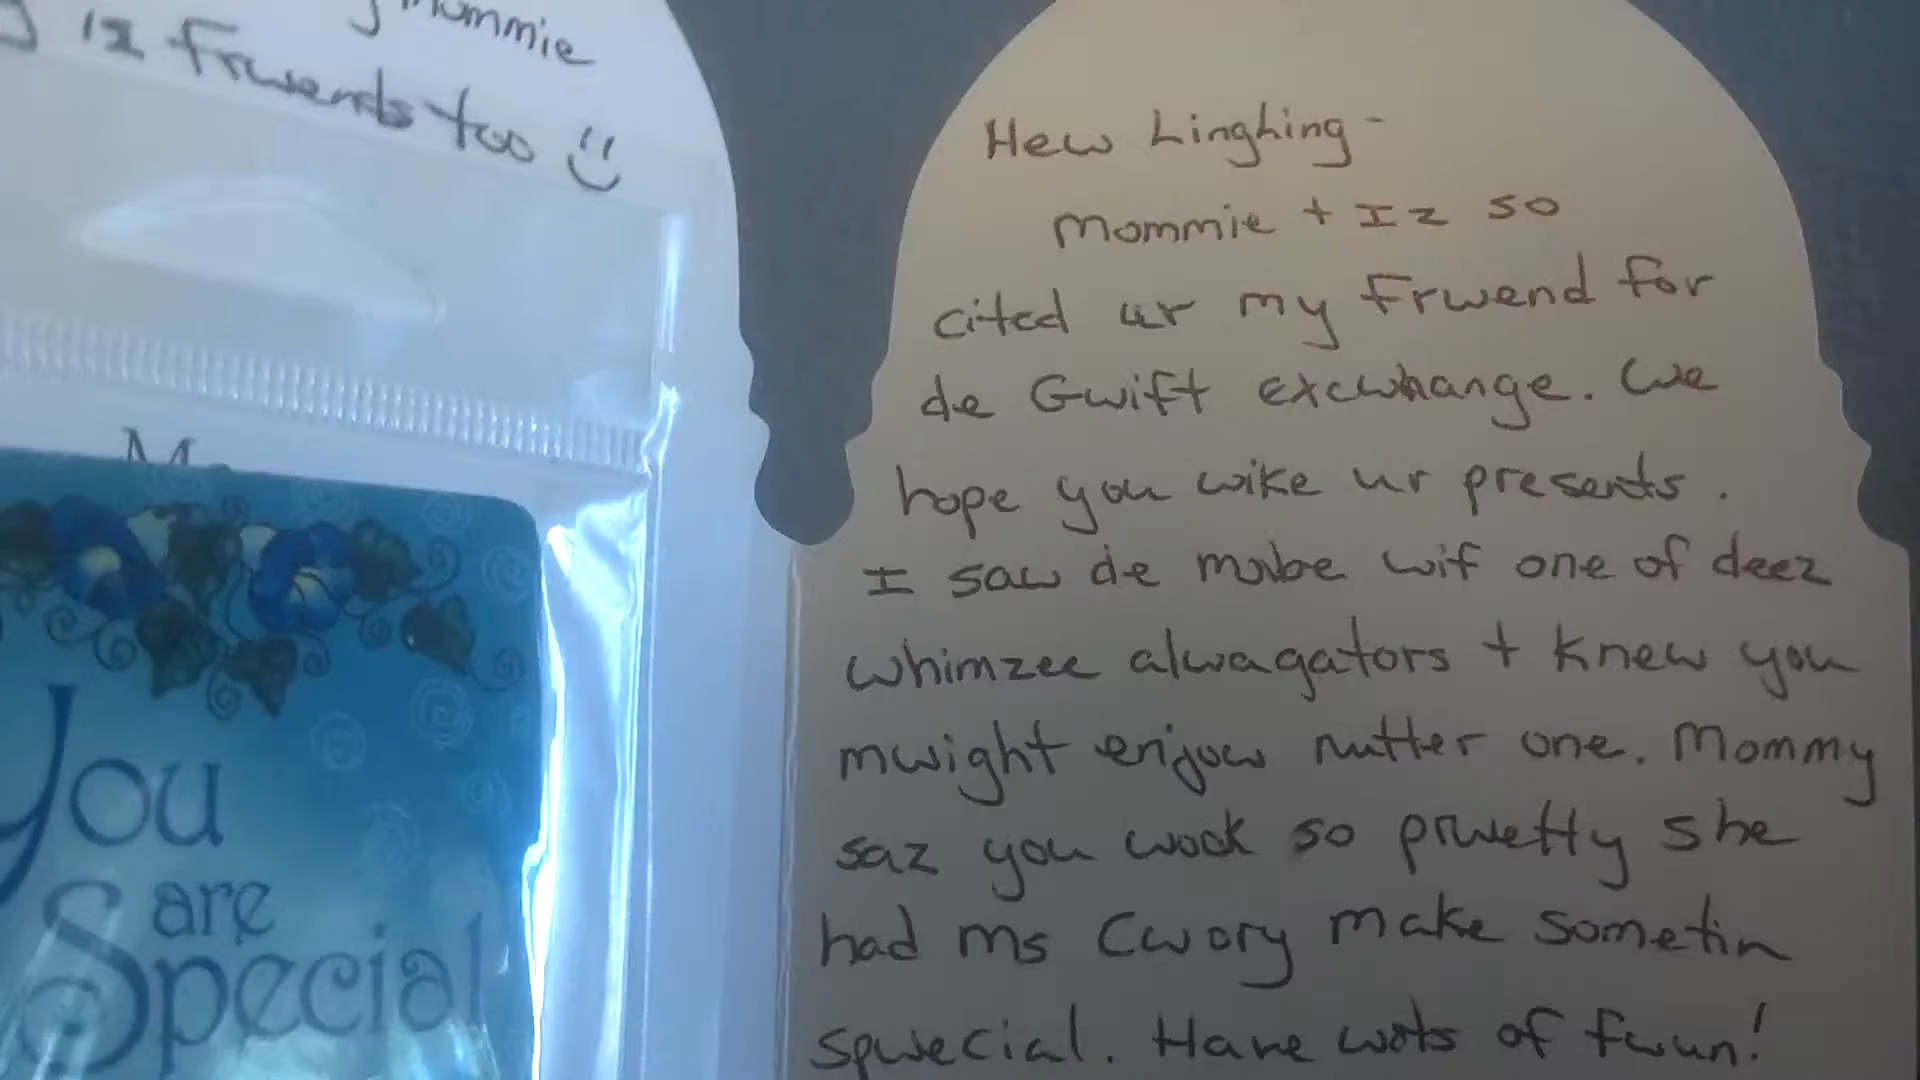 Mommie
iz Frwends too
M
You
are
Special
Hew Linghing -
Mommie + Iz so
cited ur my Frwend for
de Gwift excwhange. We
hope you wike ur presents.
I saw de mobe wif one of deez
whimzee alwagators + knew you
mwight enjow nutter one. Mommy
saz you wook so prwetty she
had ms Cwory make sometin
spwecial. Have wots of fwun!